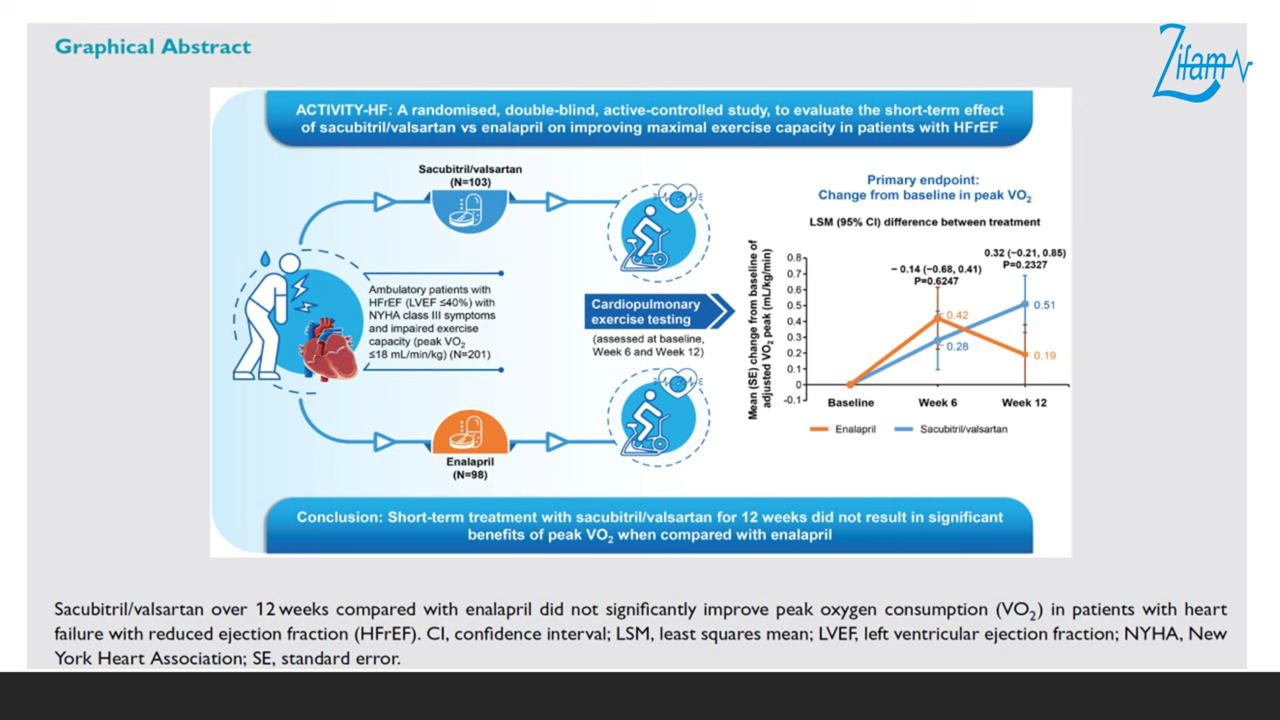 Graphical Abstract
Zifam
ACTIVITY-HF: A randomised, double-blind, active-controlled study, to evaluate the short-term effect
of sacubitril/valsartan vs enalapril on improving maximal exercise capacity in patients with HFrEF
Sacubitril/valsartan
(N=103)
Ambulatory patients with
HFrEF (LVEF ≤40%) with
NYHA class III symptoms
and impaired exercise
capacity (peak VO₂
≤18 mL/min/kg) (N=201)
Enalapril
(N=98)
Cardiopulmonary
exercise testing
(assessed at baseline,
Week 6 and Week 12)
Primary endpoint:
Change from baseline in peak VO₂
LSM (95% CI) difference between treatment
Mean (SE) change from baseline of
adjusted VO₂ peak (mL/kg/min)
0.8
0.7
0.6
0.5
0.4
0.3
0.2
0.1
0
-0.1
− 0.14 (−0.68, 0.41)
P=0.6247
0.32 (−0.21, 0.85)
P=0.2327
0.42
0.28
0.51
0.19
Baseline
Week 6
Week 12
Enalapril
Sacubitril/valsartan
Conclusion: Short-term treatment with sacubitril/valsartan for 12 weeks did not result in significant
benefits of peak VO₂ when compared with enalapril
Sacubitril/valsartan over 12 weeks compared with enalapril did not significantly improve peak oxygen consumption (VO₂) in patients with heart
failure with reduced ejection fraction (HFrEF). CI, confidence interval; LSM, least squares mean; LVEF, left ventricular ejection fraction; NYHA, New
York Heart Association; SE, standard error.